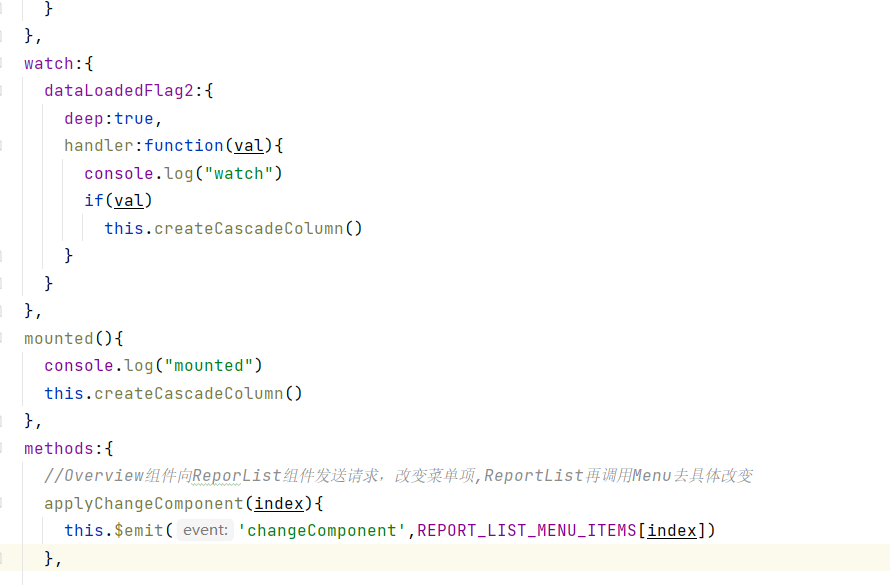 }
},
watch:{
dataLoadedFlag2:{
deep:true,
handler:function(val){
console.log("watch")
if(val)
this.createCascadeColumn()
}
}
},
mounted(){
console.log("mounted")
this.createCascadeColumn()
},
methods:{
//Overview组件向ReporList组件发送请求，改变菜单项,ReportList再调用Menu去具体改变
applyChangeComponent(index){
this.$emit( event: 'changeComponent',REPORT_LIST_MENU_ITEMS[index])
},